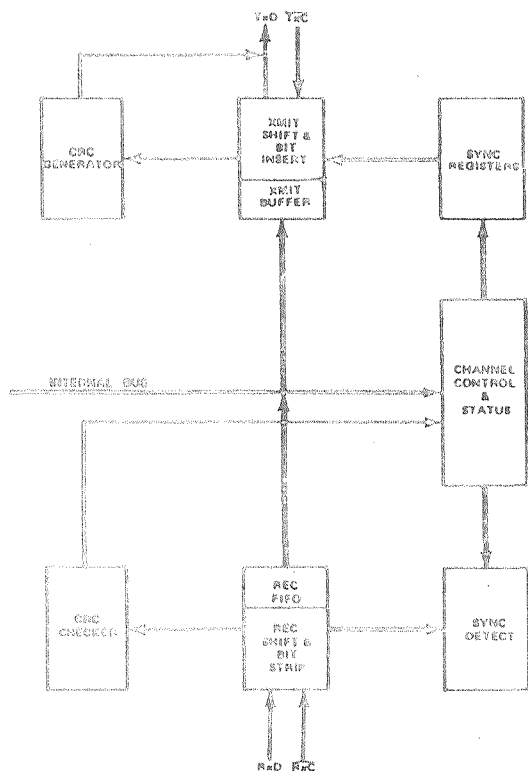 TxD TxC
CRC
GENERATOR
XMIT
SHIFT &
BIT
INSERT
XMIT
BUFFER
SYNC
REGISTERS
INTERNAL BUS
CHANNEL
CONTROL
&
STATUS
CRC
CHECKER
REC
FIFO
REC
SHIFT &
BIT
STRIP
SYNC
DETECT
RxD RxC